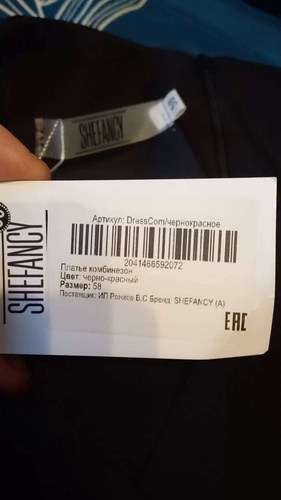 SHEFANCY
SHEFANCY
Артикул: DressCom/чернокрасное
2041466592072
Платье комбинезон
Цвет: черно-красный
Размер: 58
Поставщик: ИП Рожков В.С Бренд: SHEFANCY (A)
EAC